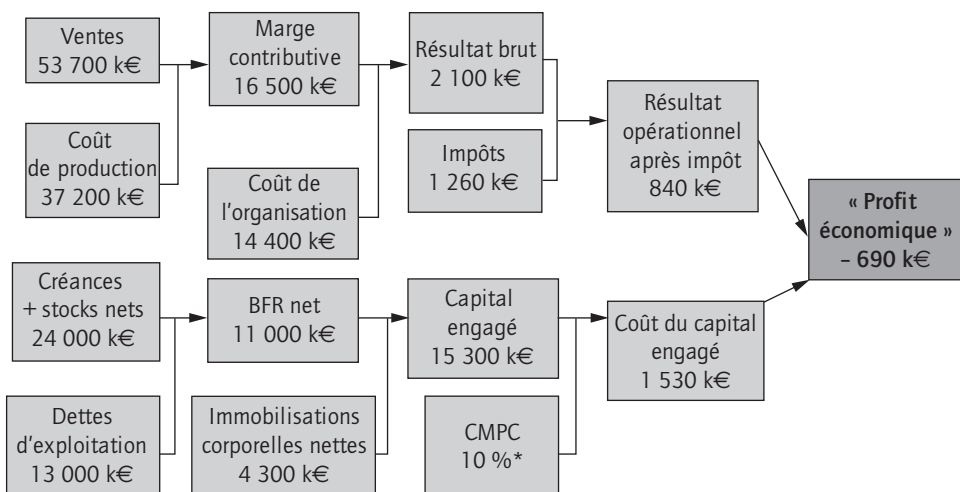 Ventes
53 700 k€
Coût
de production
37 200 k€
Marge
contributive
16 500 k€
Coût de
l'organisation
14 400 k€
Résultat brut
2 100 k€
Impôts
1 260 k€
Résultat
opérationnel
après impôt
840 k€
« Profit
économique »
– 690 k€
Créances
+ stocks nets
24 000 k€
Dettes
d'exploitation
13 000 k€
BFR net
11 000 k€
Immobilisations
corporelles nettes
4 300 k€
Capital
engagé
15 300 k€
CMPC
10 %*
Coût du capital
engagé
1 530 k€